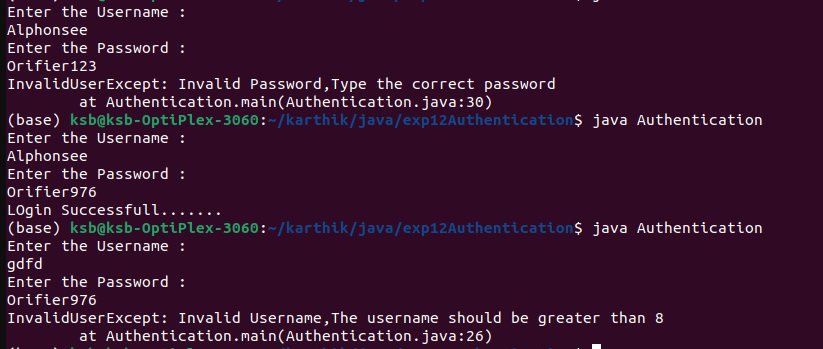 Enter the Username :
Alphonsee
Enter the Password :
Orifier123
InvalidUserExcept: Invalid Password,Type the correct password
at Authentication.main(Authentication.java:30)
(base) ksb@ksb-OptiPlex-3060:~/karthik/java/exp12Authentication$ java Authentication
Enter the Username :
Alphonsee
Enter the Password :
Orifier976
LOgin Successfull.......
(base) ksb@ksb-OptiPlex-3060:~/karthik/java/exp12Authentication$ java Authentication
Enter the Username :
gdfd
Enter the Password :
Orifier976
InvalidUserExcept: Invalid Username,The username should be greater than 8
at Authentication.main(Authentication.java:26)